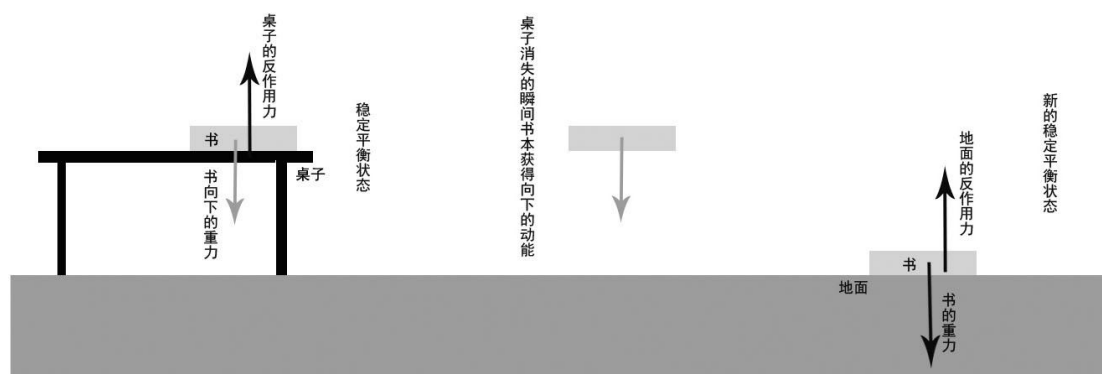 桌子的反作用力
书
桌子
书向下的重力
稳定平衡状态
桌子消失的瞬间书本获得向下的动能
地面的反作用力
书
地面
书的重力
新的稳定平衡状态